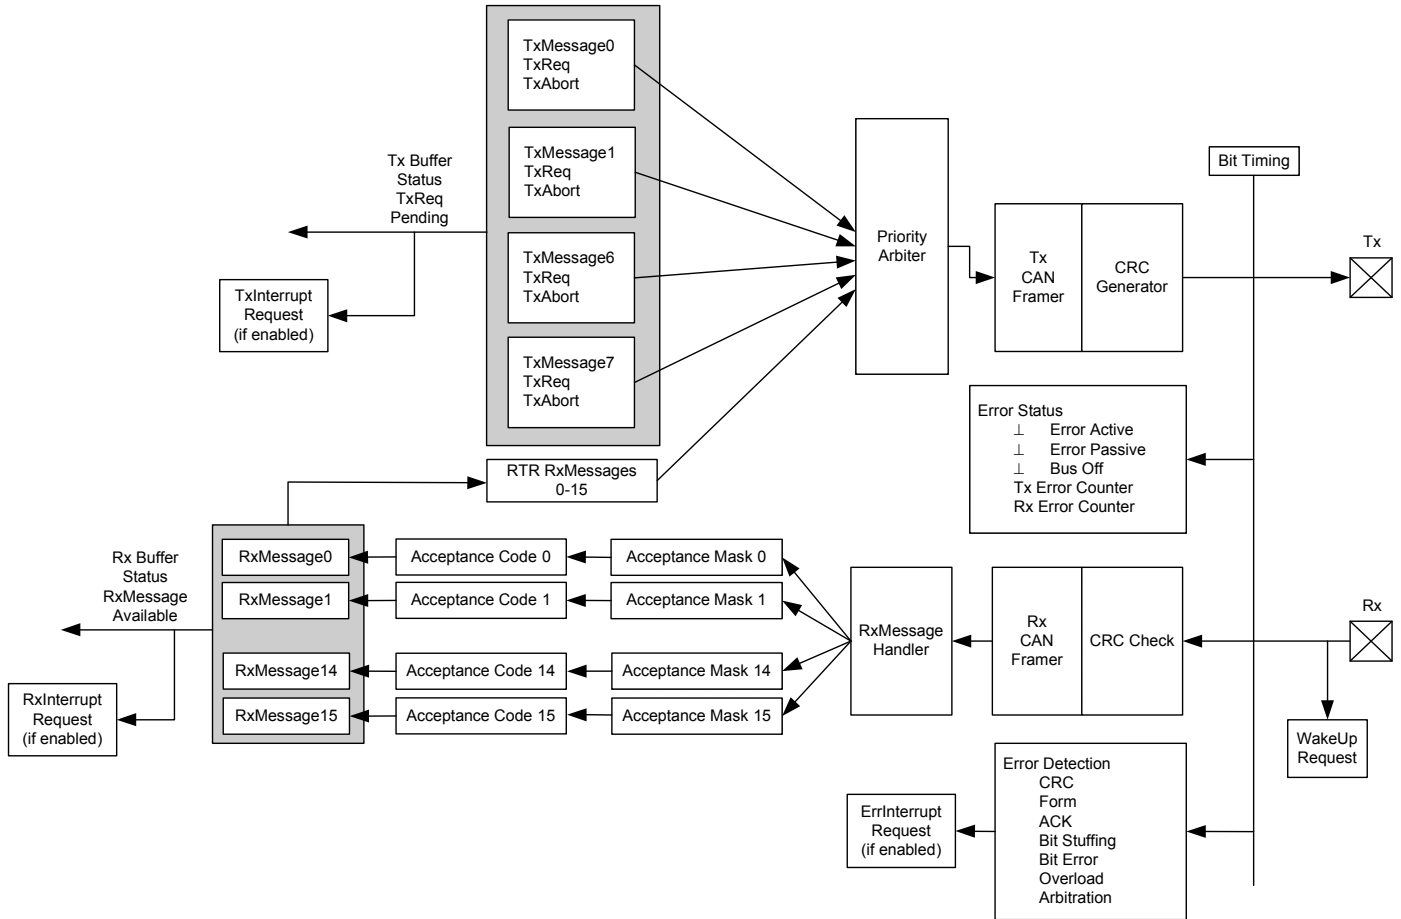 TxMessage0
TxReq
TxAbort
TxMessage1
TxReq
TxAbort
TxMessage6
TxReq
TxAbort
TxMessage7
TxReq
TxAbort
Tx Buffer
Status
TxReq
Pending
TxInterrupt
Request
(if enabled)
Priority
Arbiter
Tx
CAN
Framer
CRC
Generator
Bit Timing
Tx
Error Status
⊥ Error Active
⊥ Error Passive
⊥ Bus Off
Tx Error Counter
Rx Error Counter
RTR RxMessages
0-15
Rx Buffer
Status
RxMessage
Available
RxInterrupt
Request
(if enabled)
RxMessage0
Acceptance Code 0
Acceptance Mask 0
RxMessage1
Acceptance Code 1
Acceptance Mask 1
RxMessage14
Acceptance Code 14
Acceptance Mask 14
RxMessage15
Acceptance Code 15
Acceptance Mask 15
RxMessage
Handler
Rx
CAN
Framer
CRC Check
Rx
WakeUp
Request
ErrInterrupt
Request
(if enabled)
Error Detection
CRC
Form
ACK
Bit Stuffing
Bit Error
Overload
Arbitration